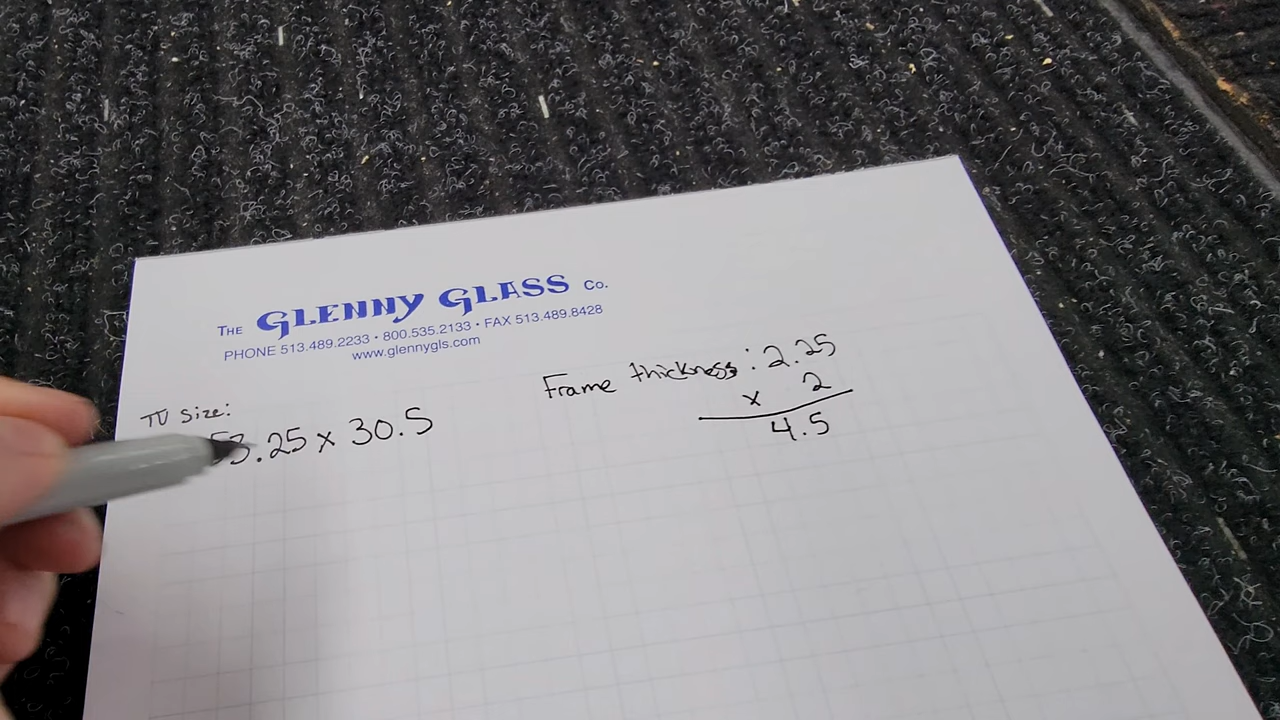 THE GLENNY GLASS Co.
PHONE 513.489.2233 • 800.535.2133 • FAX 513.489.8428
www.glennygls.com
TV Size:
53.25 x 30.5
Frame thickness: 2.25
x 2
4.5